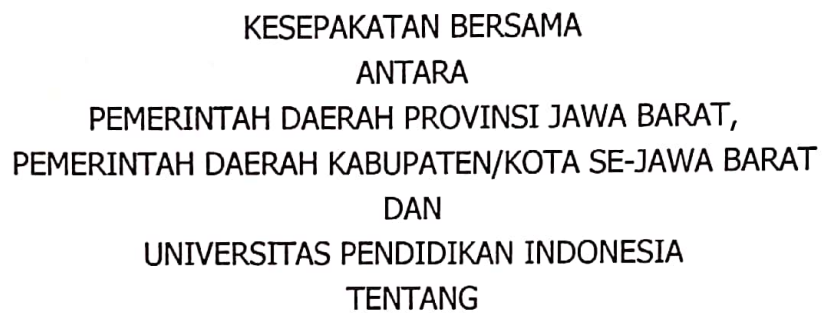 KESEPAKATAN BERSAMA
ANTARA
PEMERINTAH DAERAH PROVINSI JAWA BARAT,
PEMERINTAH DAERAH KABUPATEN/KOTA SE-JAWA BARAT
DAN
UNIVERSITAS PENDIDIKAN INDONESIA
TENTANG